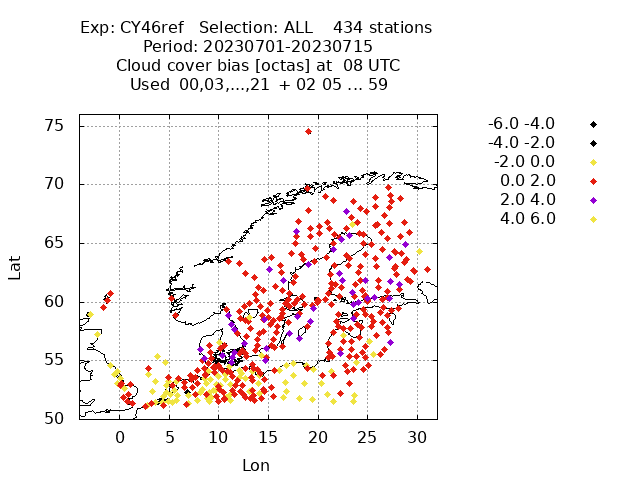 Exp: CY46ref   Selection: ALL    434 stations
Period: 20230701-20230715
Cloud cover bias [octas] at  08 UTC
Used  00,03,...,21  + 02 05 ... 59
-6.0 -4.0
-4.0 -2.0
-2.0 0.0
0.0 2.0
2.0 4.0
4.0 6.0
75
70
65
60
55
50
Lat
0 5 10 15 20 25 30
Lon